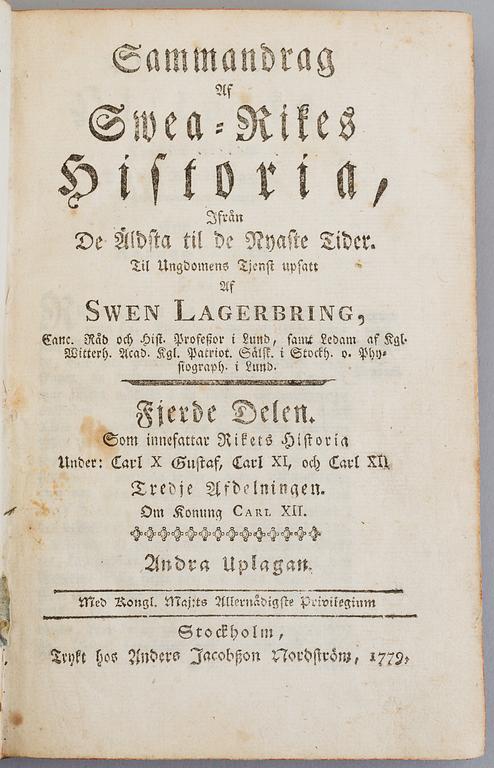 Sammandrag
Af
Swea-Rikes
Historia,
Ifrån
De Äldsta til de Nyaste Tider.
Til Ungdomens Tjenst upsatt
Af
SWEN LAGERBRING,
Canc. Råd och Hist. Profeßor i Lund, samt Ledam af Kgl.
Witterh. Acad. Kgl. Patriot. Sälsk. i Stockh. o. Phy-
siograph. i Lund.
Fjerde Delen.
Som innefattar Rikets Historia
Under: Carl X Gustaf, Carl XI, och Carl XII
Tredje Afdelningen.
Om Konung CARL XII.
Andra Uplagan.
Med Kongl. Maj:ts Allernådigste Privilegium
Stockholm,
Trykt hos Anders Jacobßon Nordström, 1779,